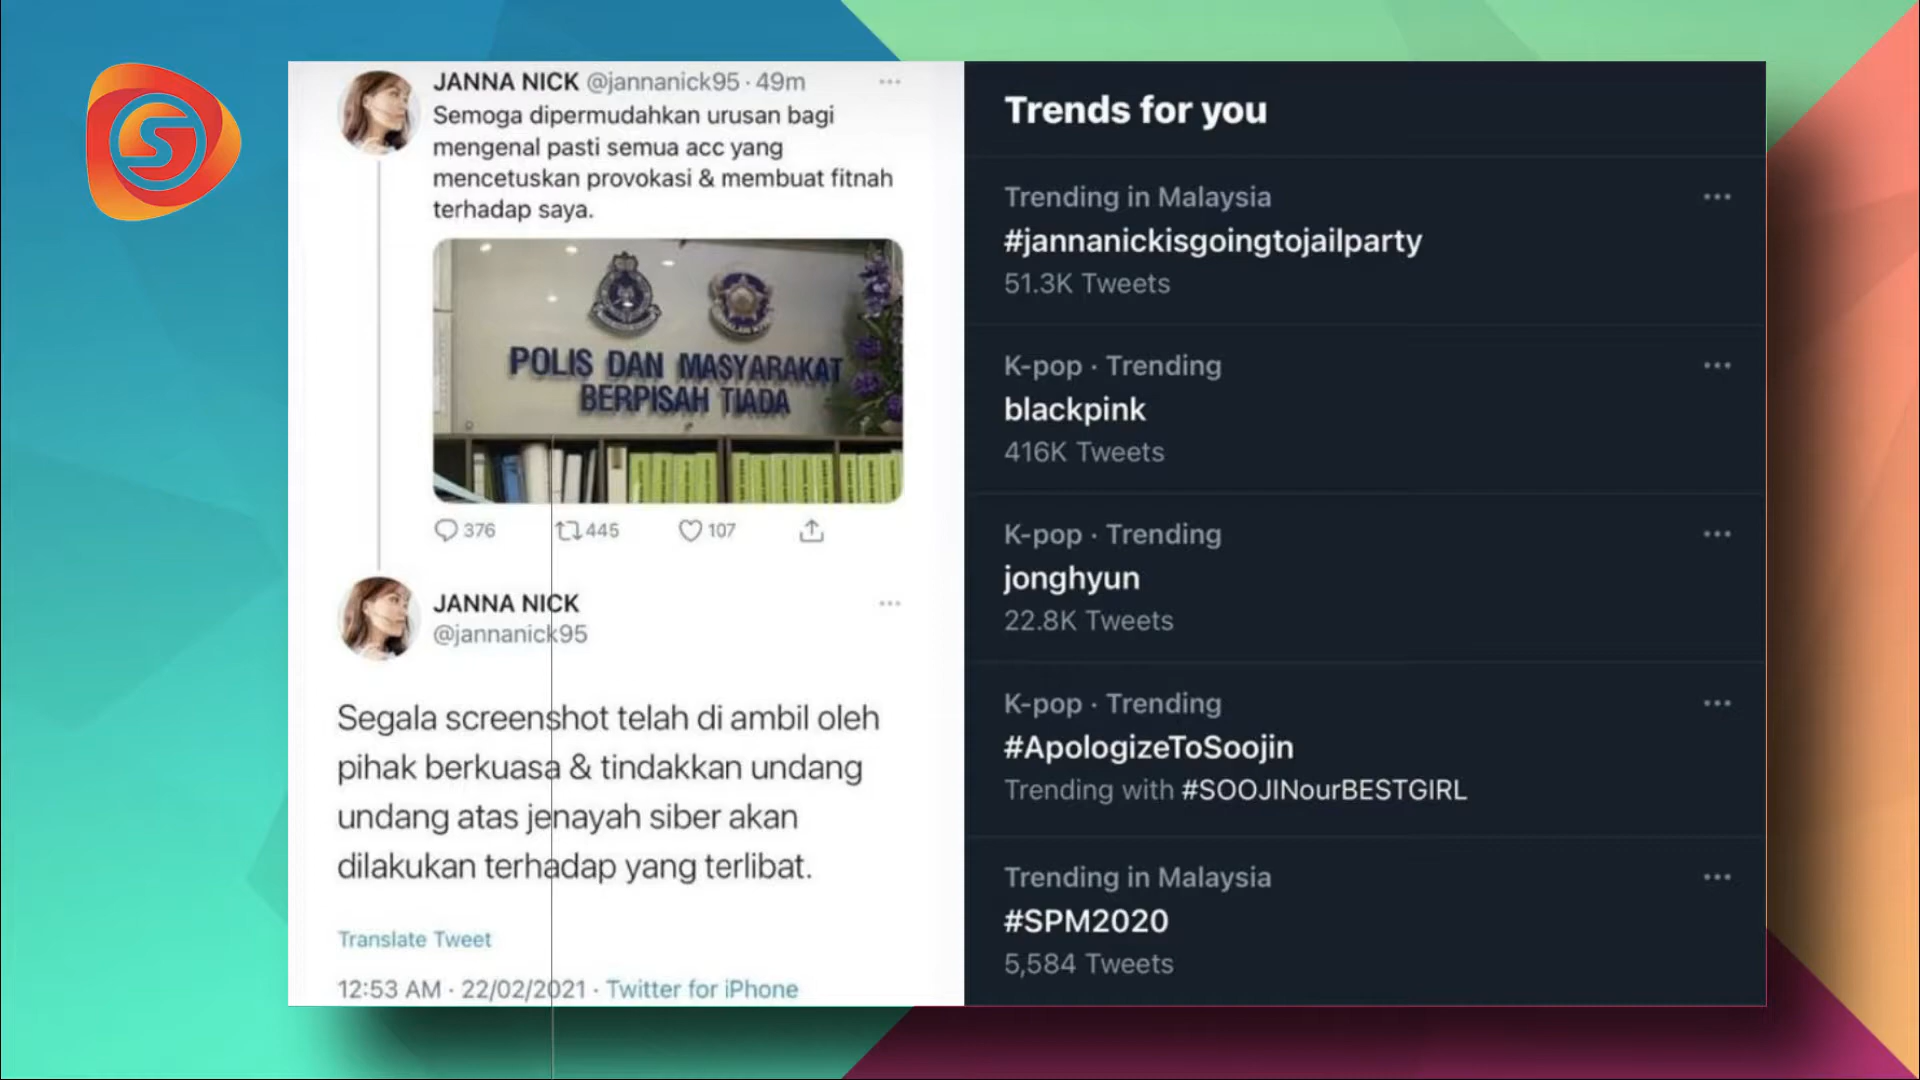 JANNA NICK @jannanick95 · 49m
Semoga dipermudahkan urusan bagi
mengenal pasti semua acc yang
mencetuskan provokasi & membuat fitnah
terhadap saya.
POLIS DAN MASYARAKAT
BERPISAH TIADA
376 445 107
JANNA NICK
@jannanick95
Segala screenshot telah di ambil oleh
pihak berkuasa & tindakkan undang
undang atas jenayah siber akan
dilakukan terhadap yang terlibat.
Translate Tweet
12:53 AM · 22/02/2021 · Twitter for iPhone
Trends for you
Trending in Malaysia
#jannanickisgoingtojailparty
51.3K Tweets
K-pop · Trending
blackpink
416K Tweets
K-pop · Trending
jonghyun
22.8K Tweets
K-pop · Trending
#ApologizeToSoojin
Trending with #SOOJINourBESTGIRL
Trending in Malaysia
#SPM2020
5,584 Tweets